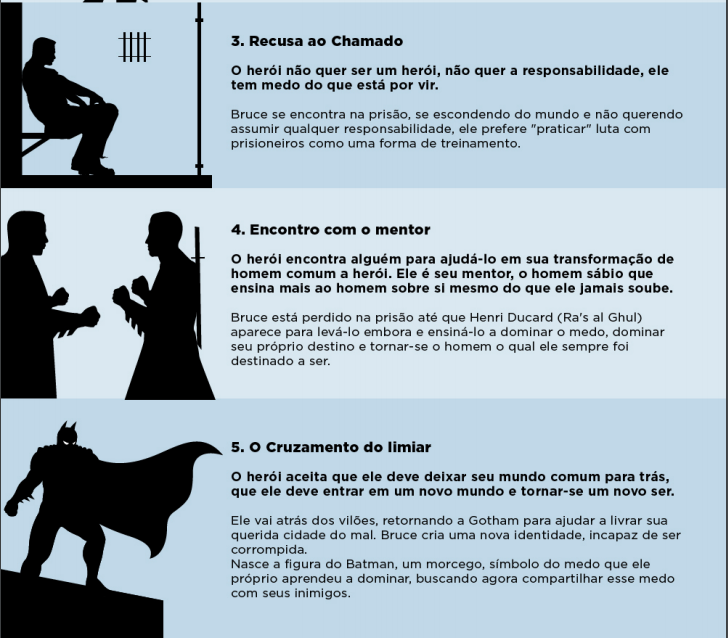 3. Recusa ao Chamado
O herói não quer ser um herói, não quer a responsabilidade, ele
tem medo do que está por vir.
Bruce se encontra na prisão, se escondendo do mundo e não querendo
assumir qualquer responsabilidade, ele prefere "praticar" luta com
prisioneiros como uma forma de treinamento.
4. Encontro com o mentor
O herói encontra alguém para ajudá-lo em sua transformação de
homem comum a herói. Ele é seu mentor, o homem sábio que
ensina mais ao homem sobre si mesmo do que ele jamais soube.
Bruce está perdido na prisão até que Henri Ducard (Ra's al Ghul)
aparece para levá-lo embora e ensiná-lo a dominar o medo, dominar
seu próprio destino e tornar-se o homem o qual ele sempre foi
destinado a ser.
5. O Cruzamento do limiar
O herói aceita que ele deve deixar seu mundo comum para trás,
que ele deve entrar em um novo mundo e tornar-se um novo ser.
Ele vai atrás dos vilões, retornando a Gotham para ajudar a livrar sua
querida cidade do mal. Bruce cria uma nova identidade, incapaz de ser
corrompida.
Nasce a figura do Batman, um morcego, símbolo do medo que ele
próprio aprendeu a dominar, buscando agora compartilhar esse medo
com seus inimigos.